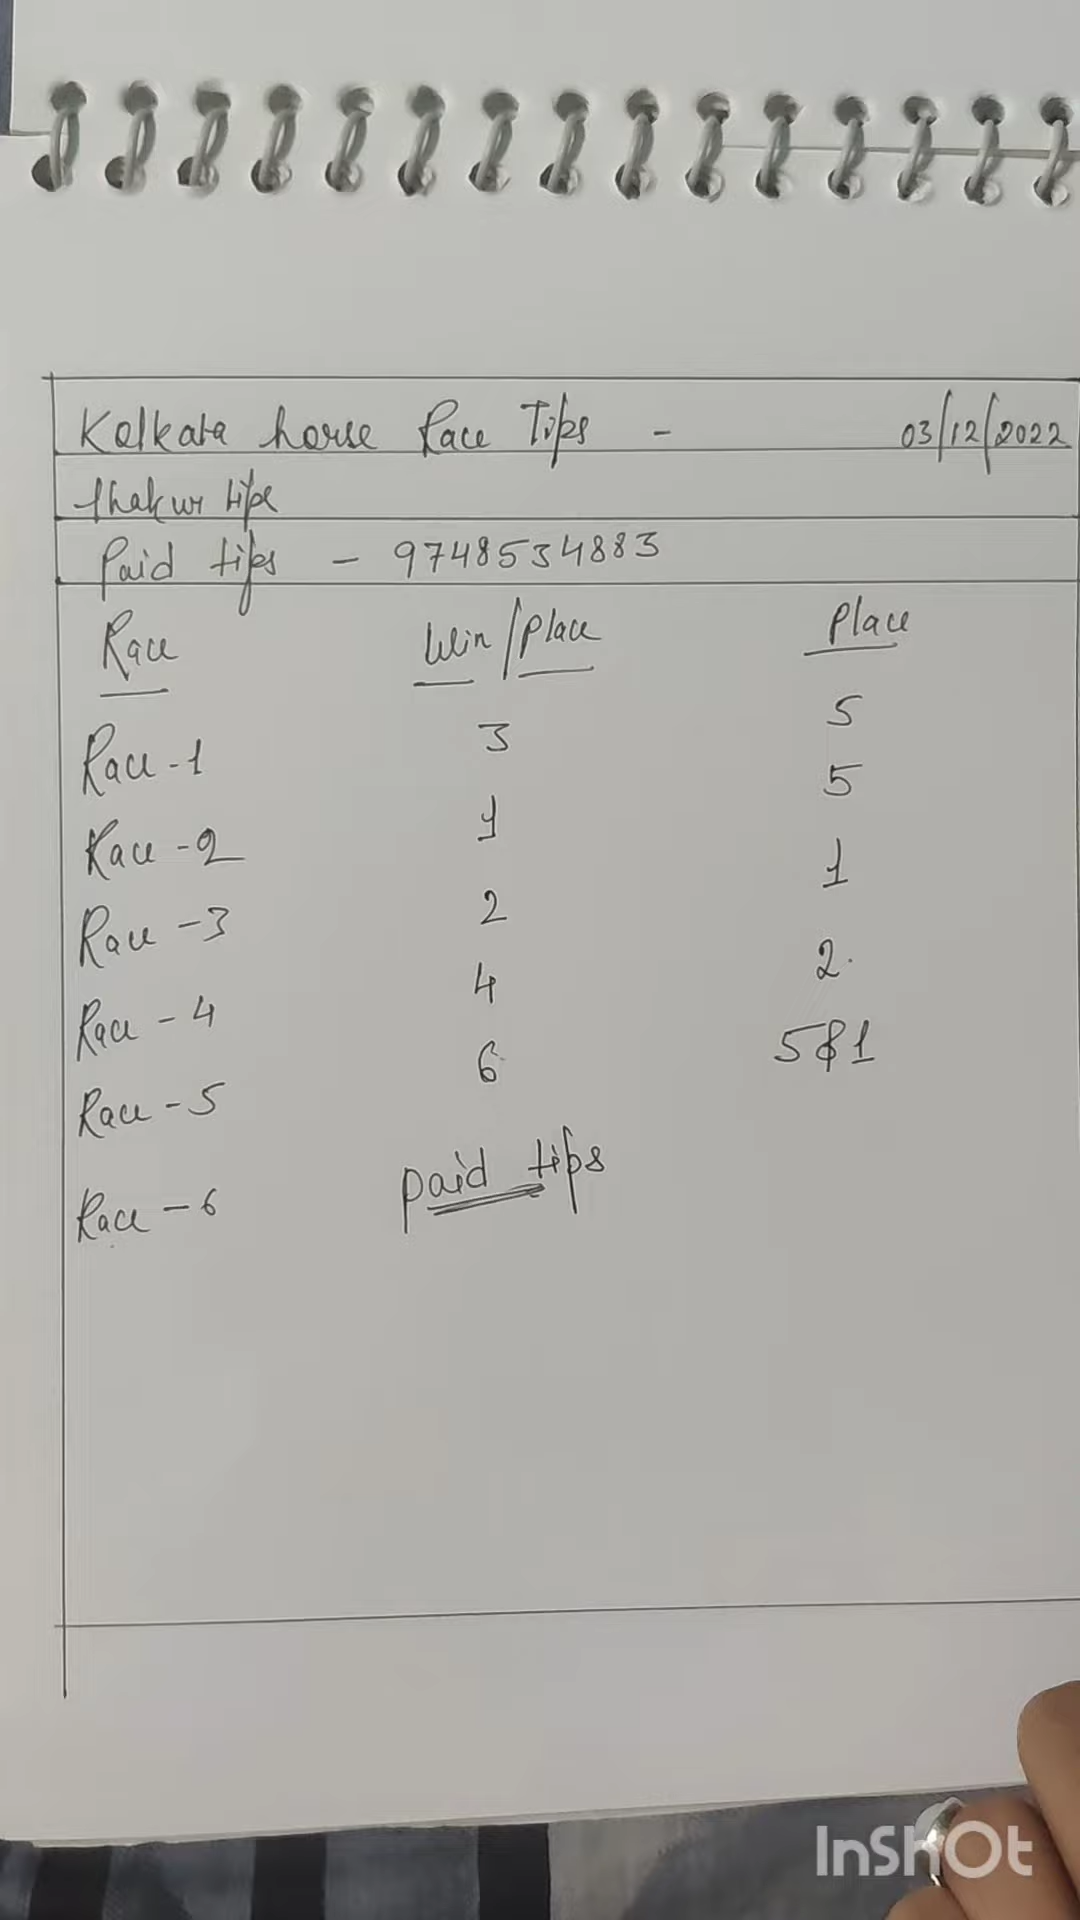 Kolkata horse Race Tips - 03/12/2022
thakur tips
Paid tips - 9748534883
Race Win/Place Place
Race-1 3 5
Race-2 1 5
Race-3 2 1
Race-4 4 2.
Race-5 6 5&1
Race-6 paid tips
InShOt